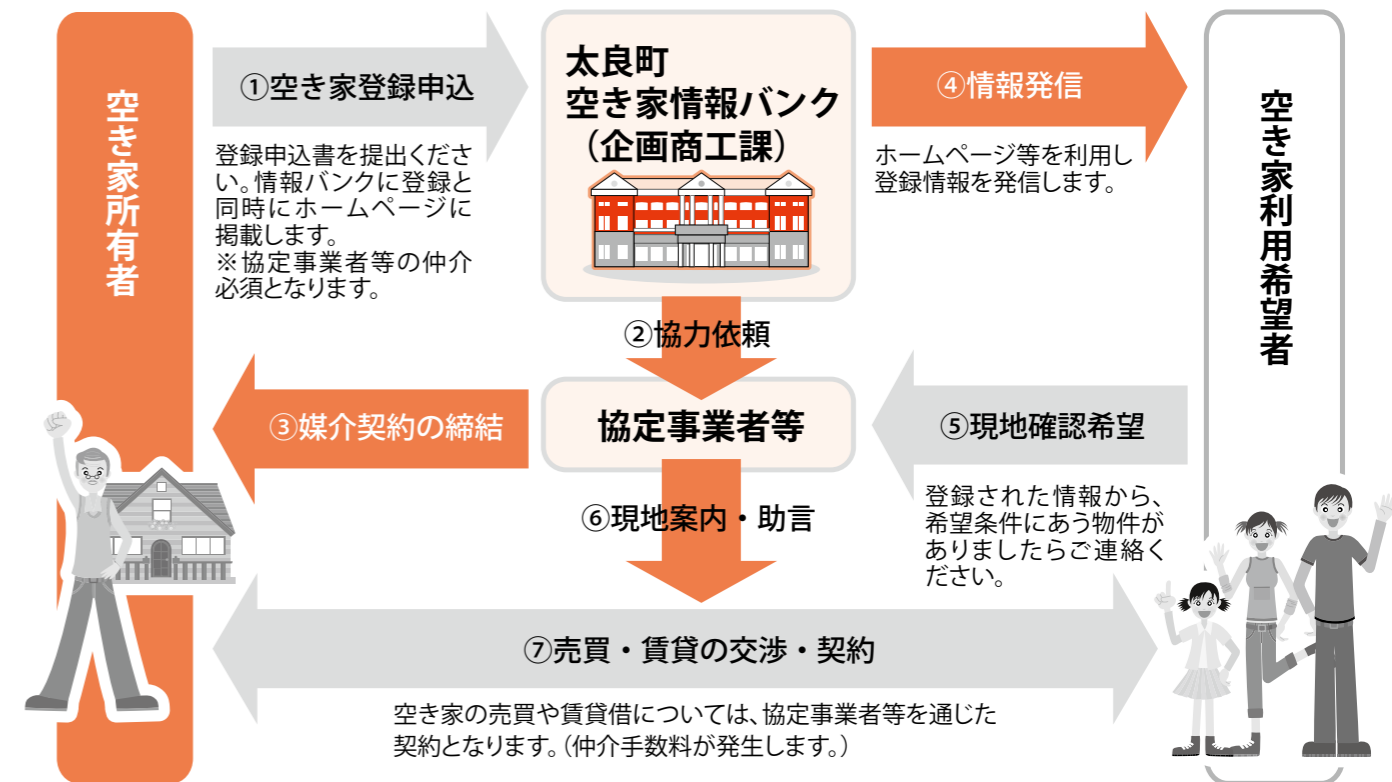 空き家所有者
①空き家登録申込
登録申込書を提出くださ
い。情報バンクに登録と
同時にホームページに
掲載します。
※協定事業者等の仲介
必須となります。
太良町
空き家情報バンク
（企画商工課）
④情報発信
ホームページ等を利用し
登録情報を発信します。
空き家利用希望者
②協力依頼
③媒介契約の締結
協定事業者等
⑤現地確認希望
登録された情報から、
希望条件にあう物件が
ありましたらご連絡く
ださい。
⑥現地案内・助言
⑦売買・賃貸の交渉・契約
空き家の売買や賃貸借については、協定事業者等を通じた
契約となります。（仲介手数料が発生します。）